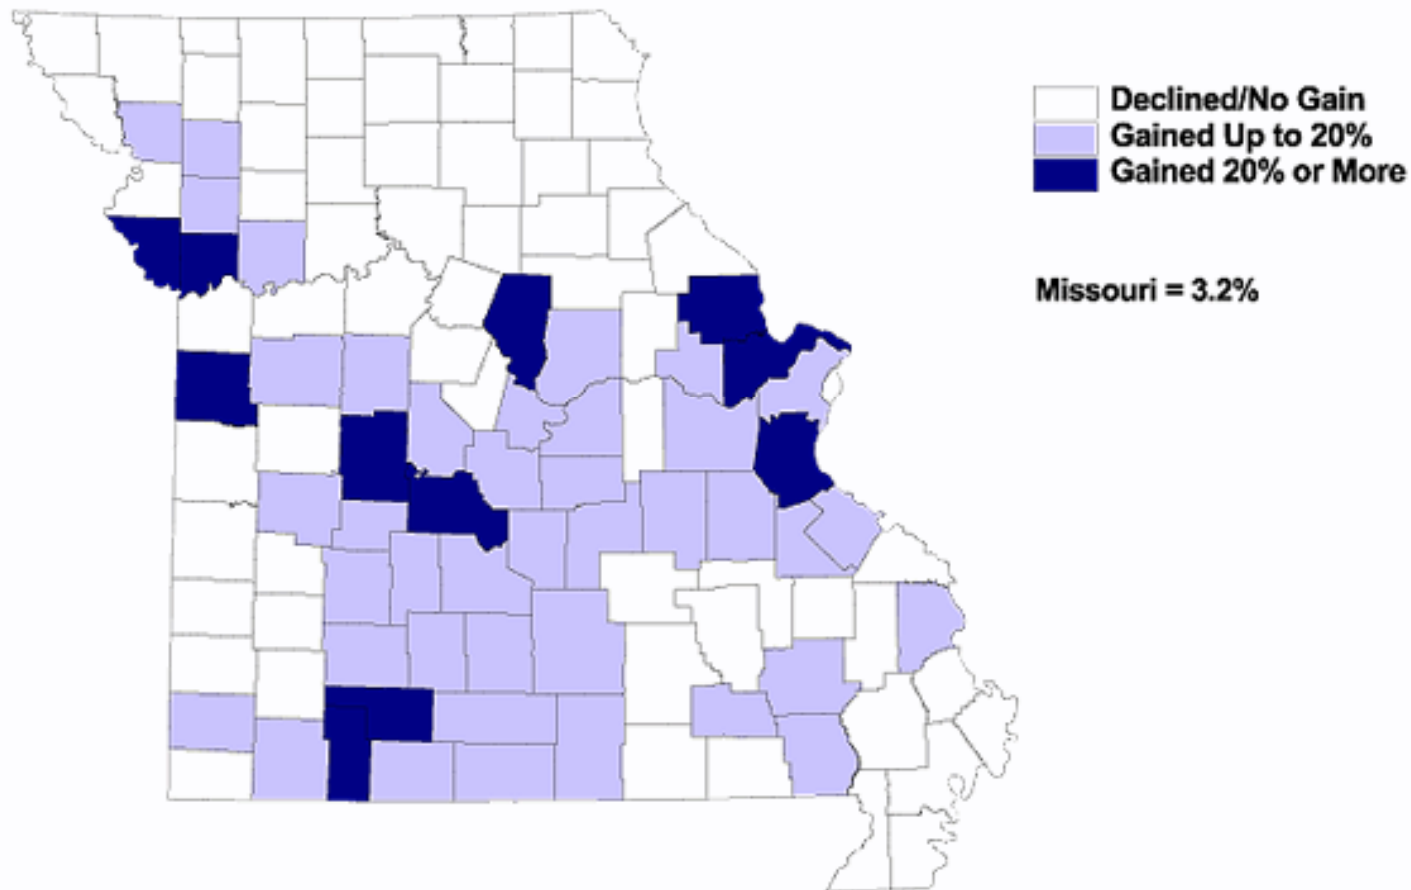 Declined/No Gain
Gained Up to 20%
Gained 20% or More
Missouri = 3.2%